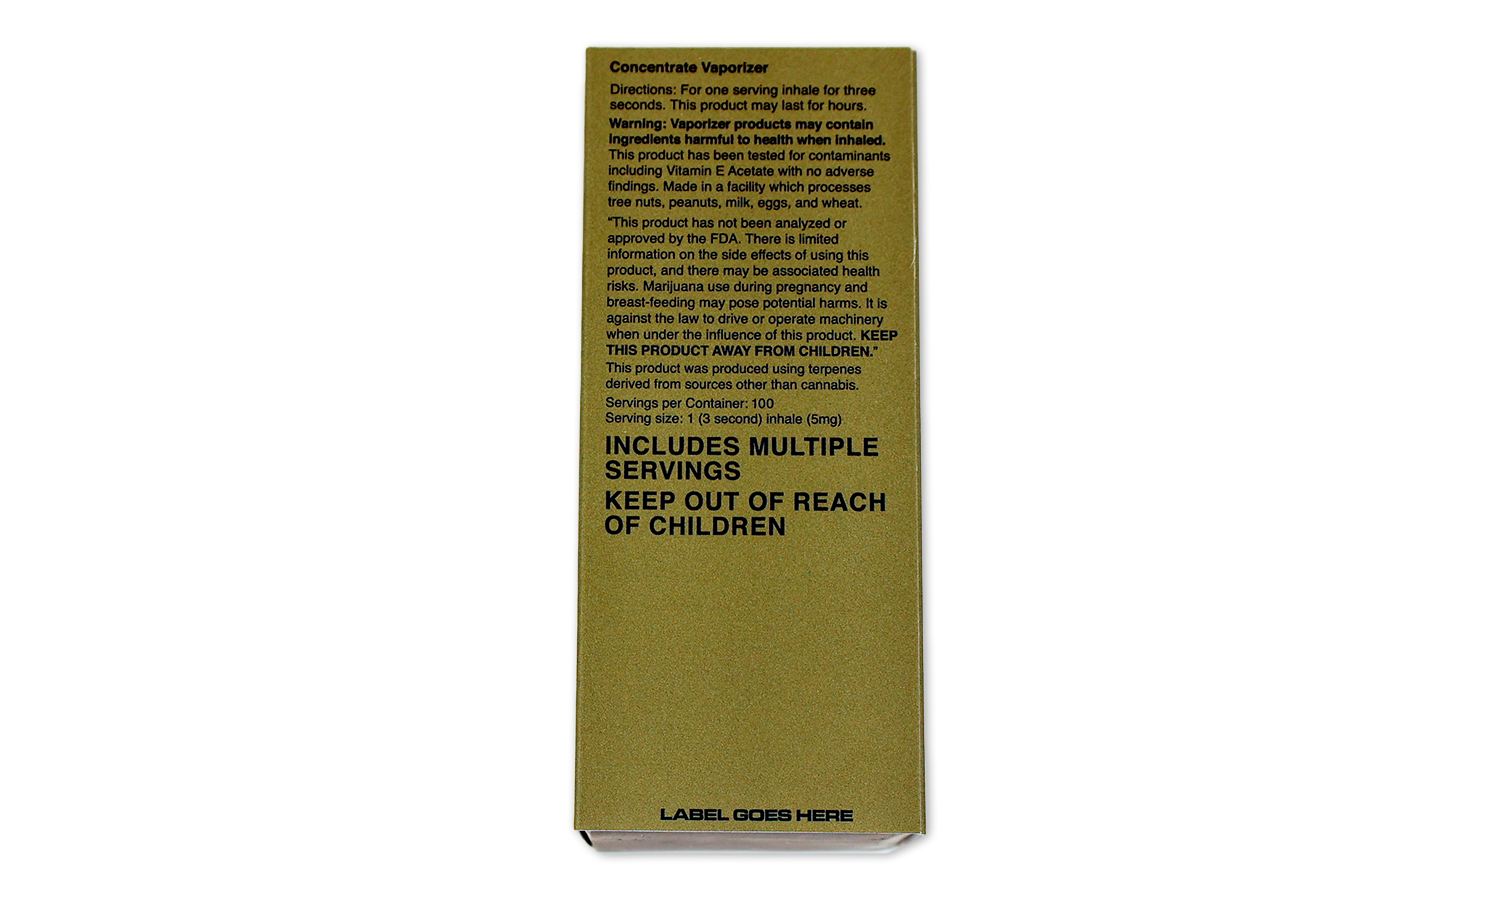 Concentrate Vaporizer
Directions: For one serving inhale for three
seconds. This product may last for hours.
Warning: Vaporizer products may contain
ingredients harmful to health when inhaled.
This product has been tested for contaminants
including Vitamin E Acetate with no adverse
findings. Made in a facility which processes
tree nuts, peanuts, milk, eggs, and wheat.
"This product has not been analyzed or
approved by the FDA. There is limited
information on the side effects of using this
product, and there may be associated health
risks. Marijuana use during pregnancy and
breast-feeding may pose potential harms. It is
against the law to drive or operate machinery
when under the influence of this product. KEEP
THIS PRODUCT AWAY FROM CHILDREN."
This product was produced using terpenes
derived from sources other than cannabis.
Servings per Container: 100
Serving size: 1 (3 second) inhale (5mg)
INCLUDES MULTIPLE
SERVINGS
KEEP OUT OF REACH
OF CHILDREN
LABEL GOES HERE